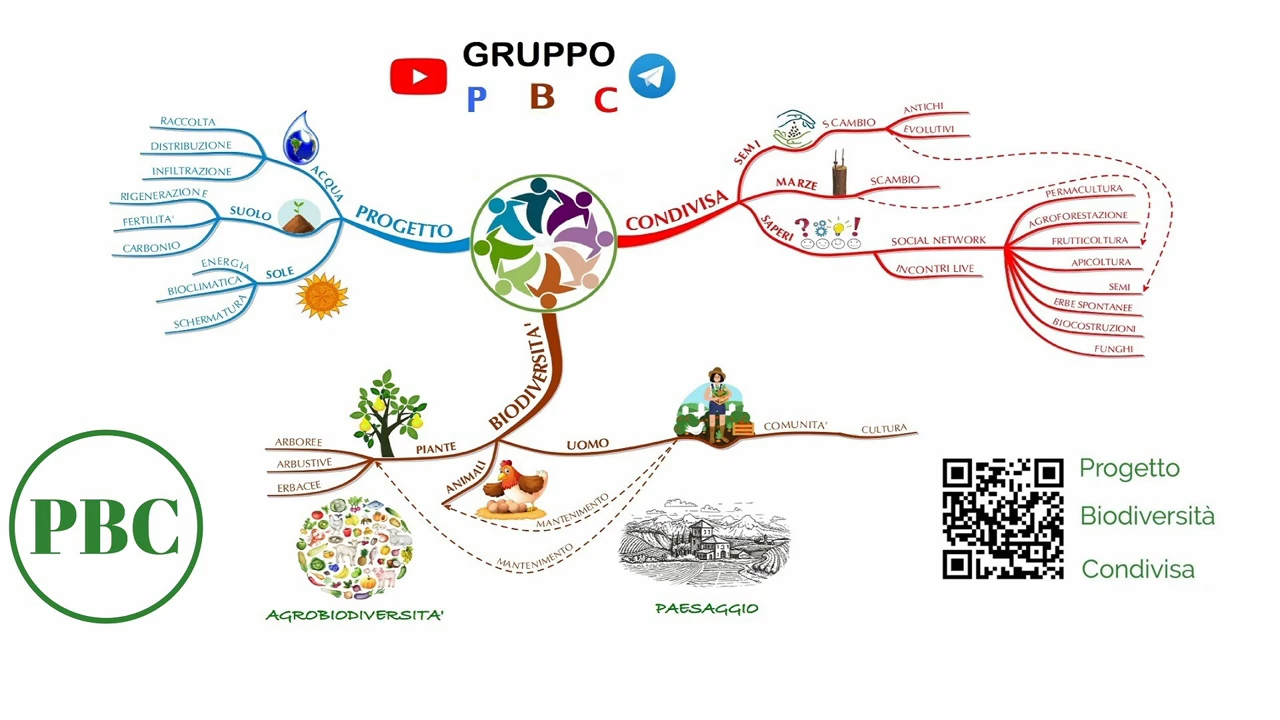 GRUPPO
P B C
RACCOLTA
DISTRIBUZIONE
INFILTRAZIONE
ACQUA
RIGENERAZIONE
FERTILITA'
CARBONIO
SUOLO
ENERGIA
BIOCLIMATICA
SCHERMATURA
SOLE
PROGETTO
CONDIVISA
SEMI
SCAMBIO
ANTICHI
EVOLUTIVI
MARZE
SCAMBIO
SAPERI
SOCIAL NETWORK
INCONTRI LIVE
PERMACULTURA
AGROFORESTAZIONE
FRUTTICOLTURA
APICOLTURA
SEMI
ERBE SPONTANEE
BIOCOSTRUZIONI
FUNGHI
BIODIVERSITA'
PIANTE
ARBOREE
ARBUSTIVE
ERBACEE
ANIMALI
UOMO
COMUNITA'
CULTURA
MANTENIMENTO
MANTENIMENTO
AGROBIODIVERSITA'
PAESAGGIO
PBC
Progetto
Biodiversità
Condivisa